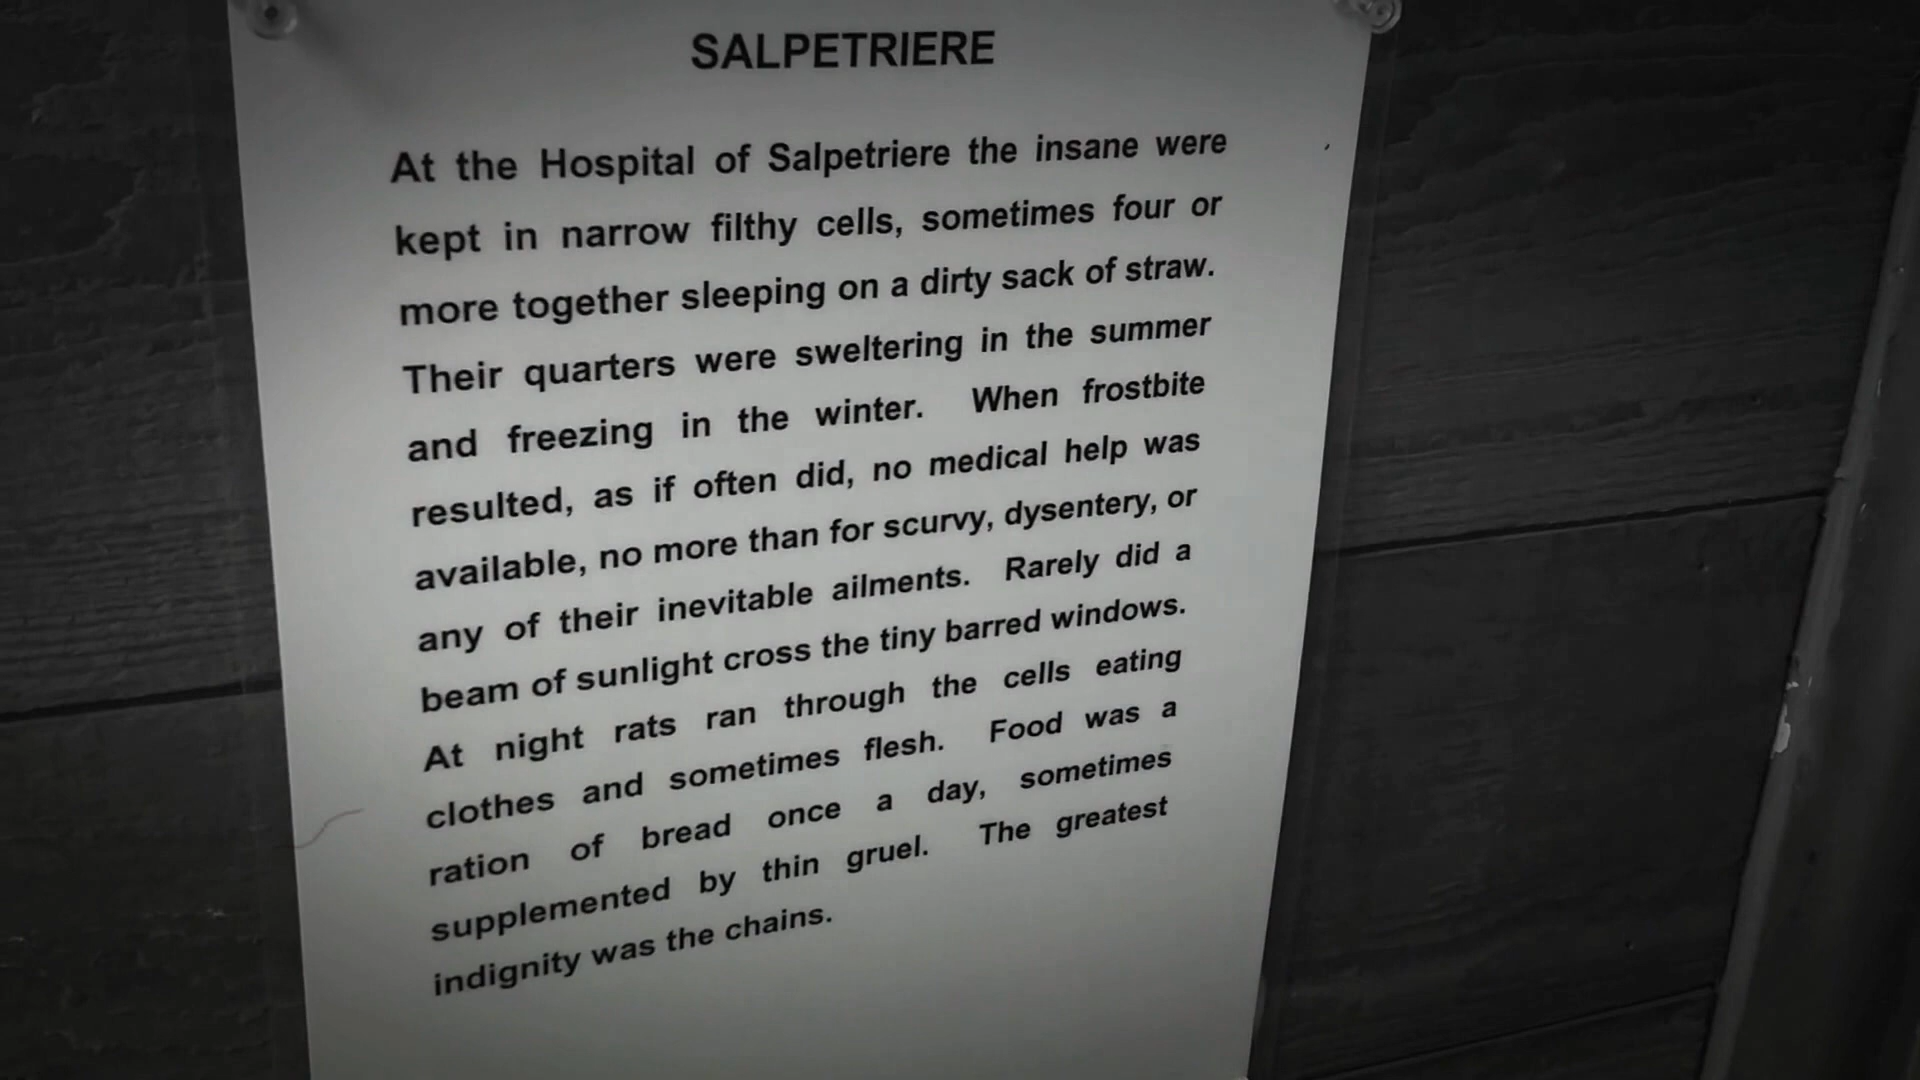 SALPETRIERE
At the Hospital of Salpetriere the insane were
kept in narrow filthy cells, sometimes four or
more together sleeping on a dirty sack of straw.
Their quarters were sweltering in the summer
and freezing in the winter. When frostbite
resulted, as if often did, no medical help was
available, no more than for scurvy, dysentery, or
any of their inevitable ailments. Rarely did a
beam of sunlight cross the tiny barred windows.
At night rats ran through the cells eating
clothes and sometimes flesh. Food was a
ration of bread once a day, sometimes
supplemented by thin gruel. The greatest
indignity was the chains.